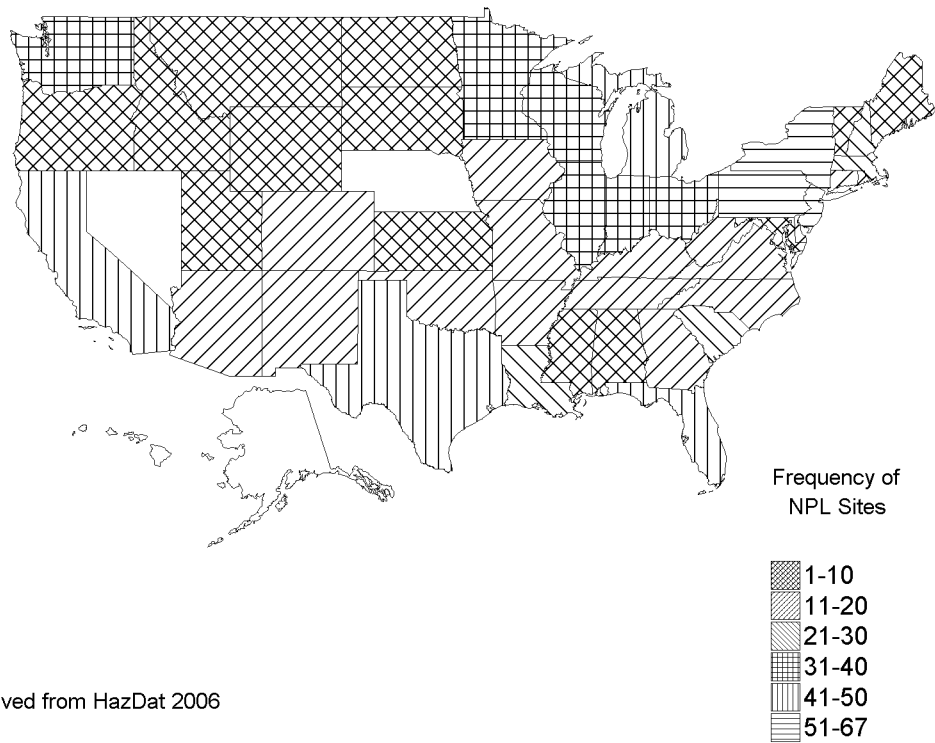 Frequency of
NPL Sites
1-10
11-20
21-30
31-40
41-50
51-67
ved from HazDat 2006